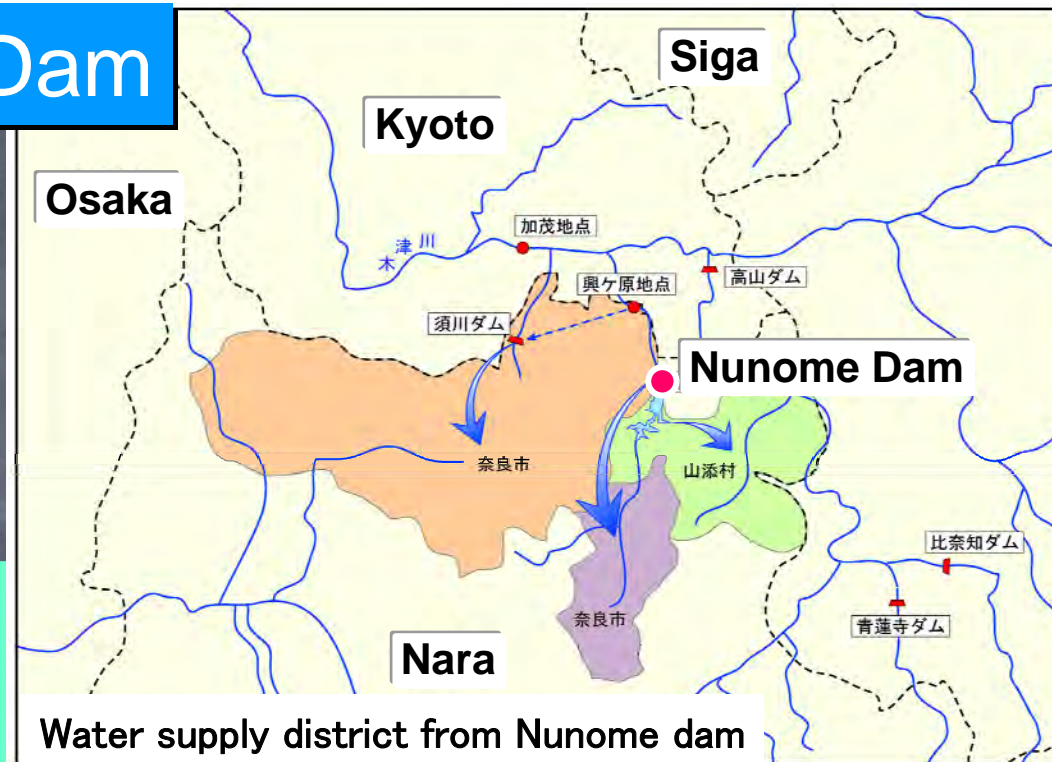 Dam
Siga
Kyoto
Osaka
加茂地点
木津川
興ケ原地点
高山ダム
須川ダム
Nunome Dam
奈良市
山添村
比奈知ダム
奈良市
青蓮寺ダム
Nara
Water supply district from Nunome dam